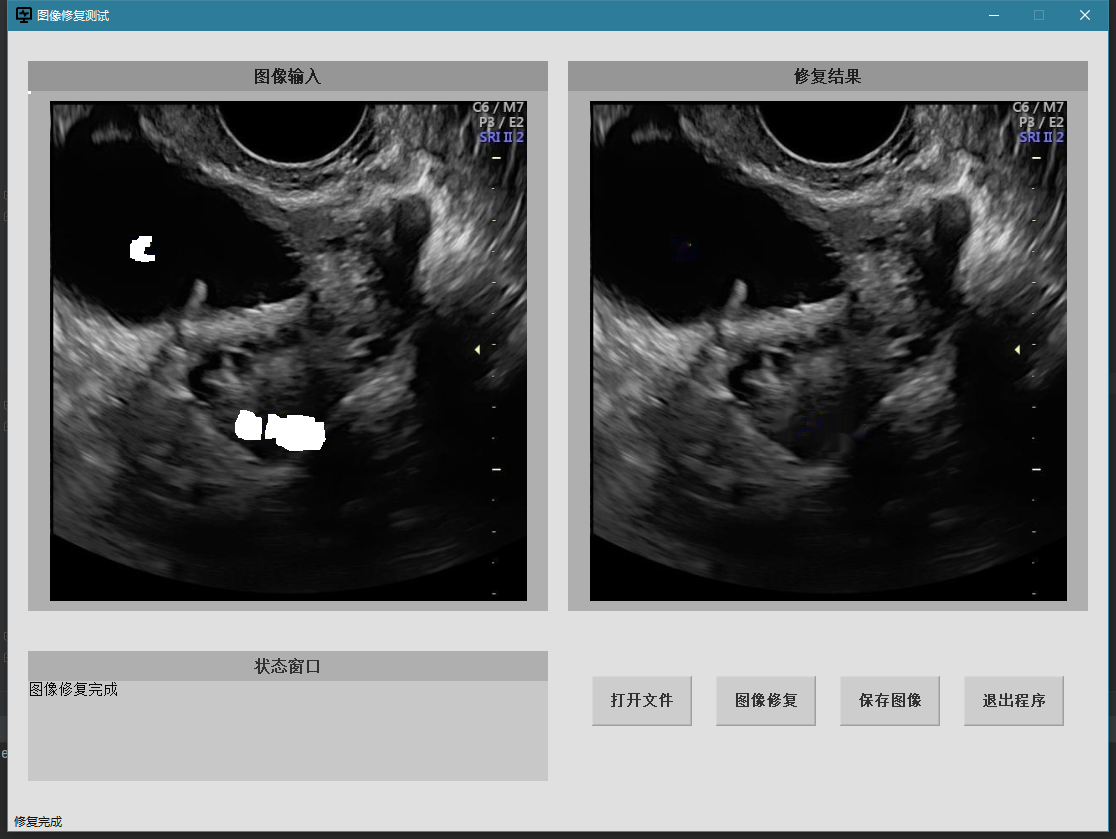 图像修复测试
图像输入
C6 / M7
P3 / E2
SRI II 2
修复结果
C6 / M7
P3 / E2
SRI II 2
状态窗口
图像修复完成
打开文件
图像修复
保存图像
退出程序
修复完成